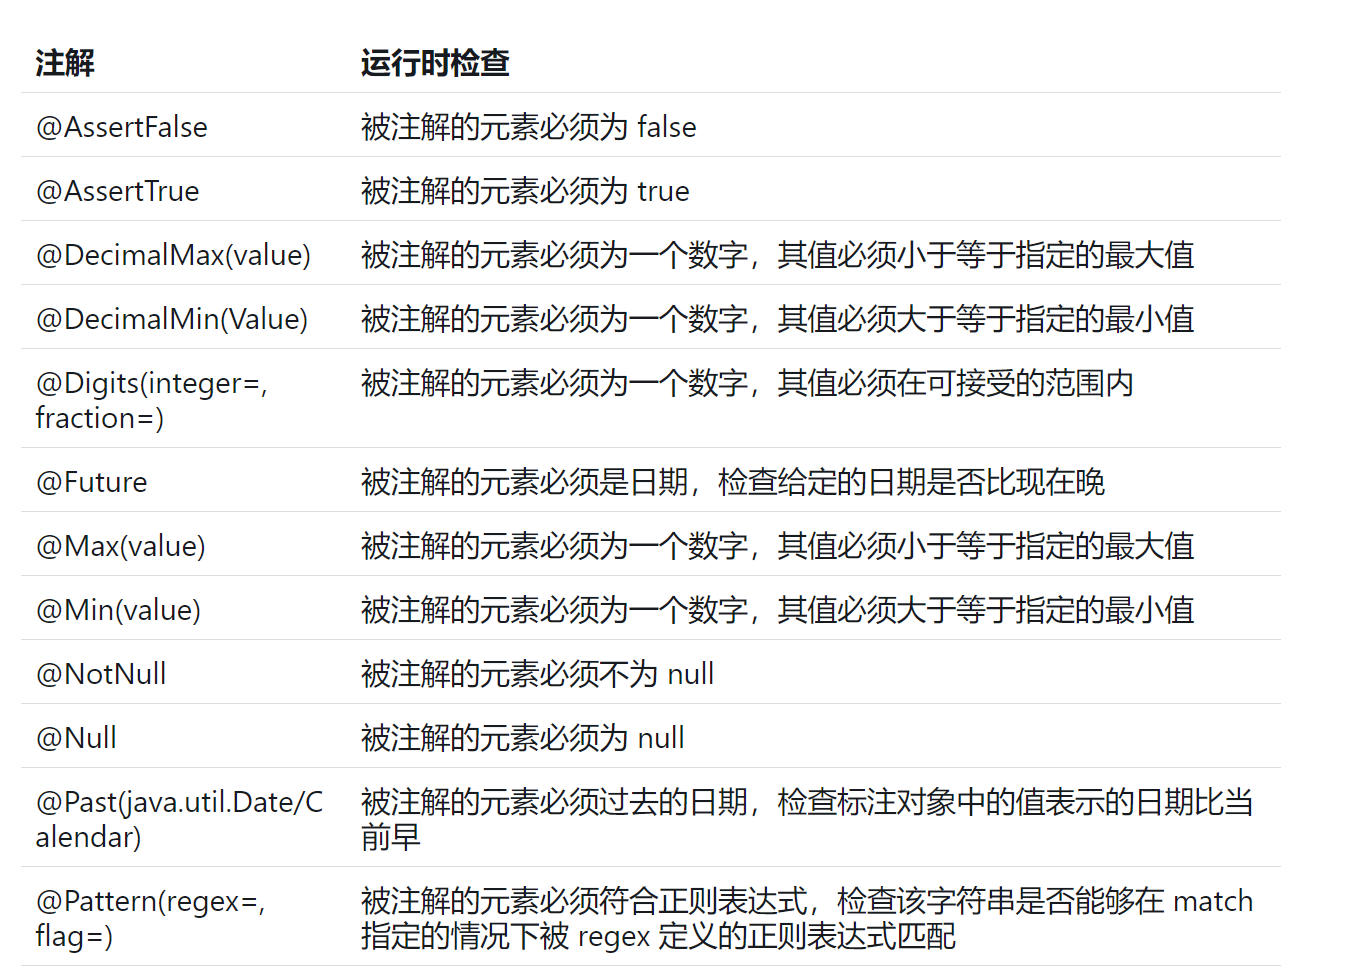 注解 运行时检查
@AssertFalse 被注解的元素必须为 false
@AssertTrue 被注解的元素必须为 true
@DecimalMax(value) 被注解的元素必须为一个数字，其值必须小于等于指定的最大值
@DecimalMin(Value) 被注解的元素必须为一个数字，其值必须大于等于指定的最小值
@Digits(integer=, 被注解的元素必须为一个数字，其值必须在可接受的范围内
fraction=)
@Future 被注解的元素必须是日期，检查给定的日期是否比现在晚
@Max(value) 被注解的元素必须为一个数字，其值必须小于等于指定的最大值
@Min(value) 被注解的元素必须为一个数字，其值必须大于等于指定的最小值
@NotNull 被注解的元素必须不为 null
@Null 被注解的元素必须为 null
@Past(java.util.Date/C 被注解的元素必须过去的日期，检查标注对象中的值表示的日期比当
alendar) 前早
@Pattern(regex=, 被注解的元素必须符合正则表达式，检查该字符串是否能够在 match
flag=) 指定的情况下被 regex 定义的正则表达式匹配